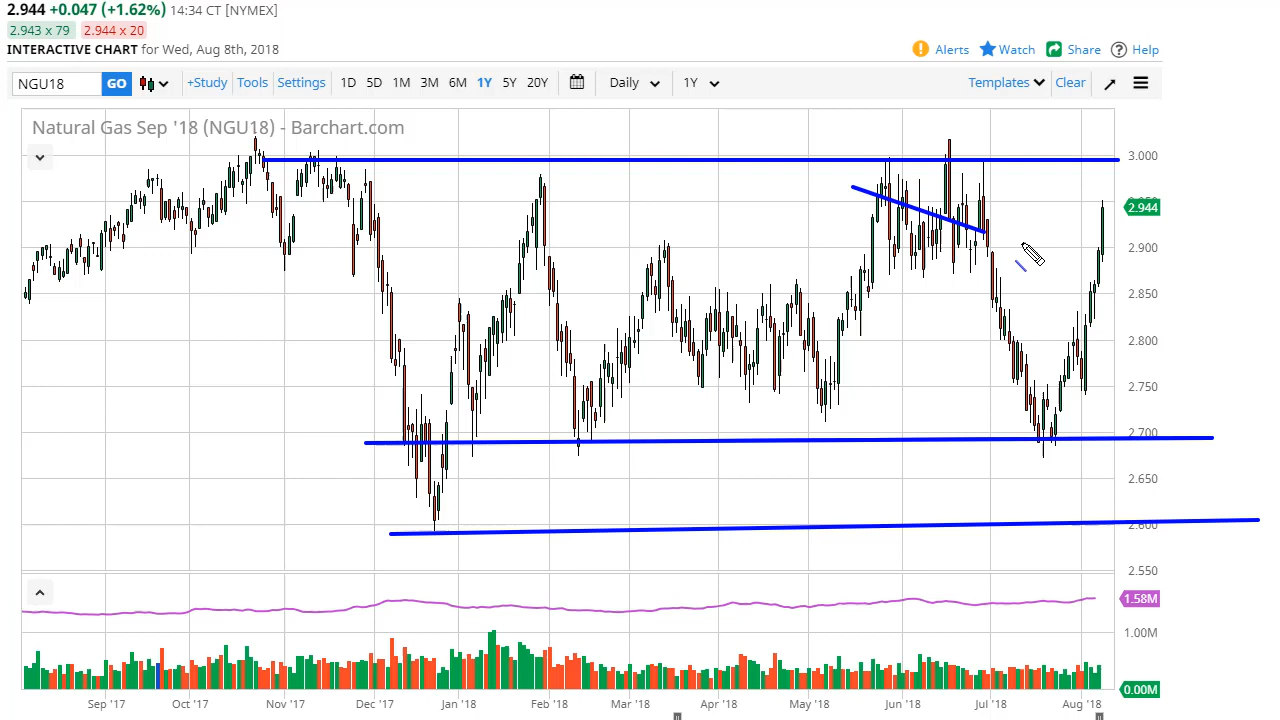 2.944 +0.047 (+1.62%) 14:34 CT [NYMEX]
2.943 x 79 2.944 x 20
INTERACTIVE CHART for Wed, Aug 8th, 2018
Alerts Watch Share Help
NGU18 GO +Study Tools Settings 1D 5D 1M 3M 6M 1Y 5Y 20Y Daily 1Y Templates Clear
Natural Gas Sep '18 (NGU18) - Barchart.com
3.000
2.944
2.900
2.850
2.800
2.750
2.700
2.650
2.600
2.550
1.58M
1.00M
0.00M
Sep '17 Oct '17 Nov '17 Dec '17 Jan '18 Feb '18 Mar '18 Apr '18 May '18 Jun '18 Jul '18 Aug '18